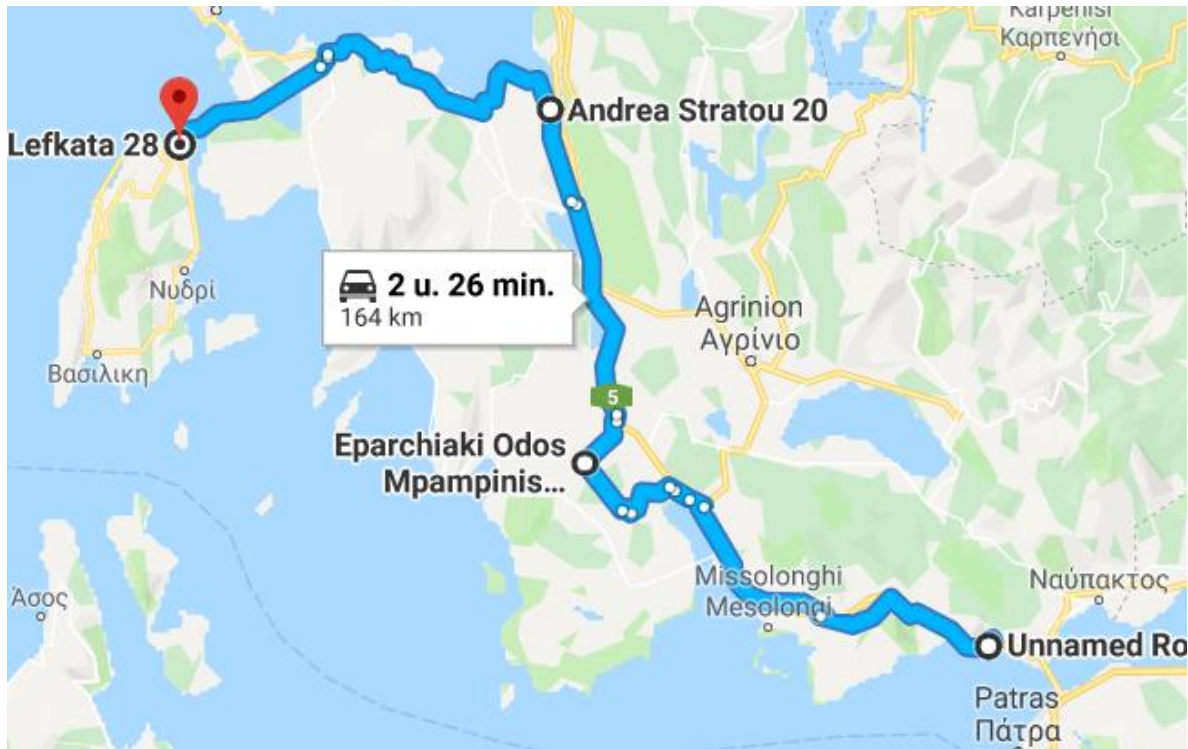 Karpenisi
Καρπενήσι
Andrea Stratou 20
Lefkata 28
Νυδρί
2 u. 26 min.
164 km
Agrinion
Αγρίνιο
Βασιλικη
5
Eparchiaki Odos
Mpampinis...
Missolonghi
Mesolongi
Ναύπακτος
Άσος
Unnamed Ro
Patras
Πάτρα